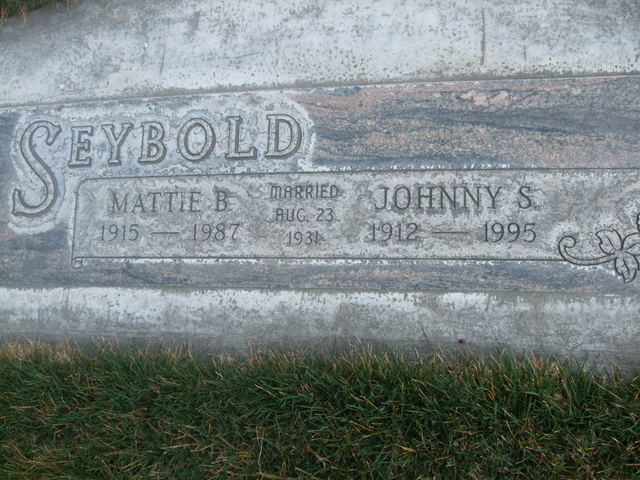 SEYBOLD
MATTIE B.
1915 — 1987
MARRIED
AUG. 23
1931
JOHNNY S.
1912 — 1995